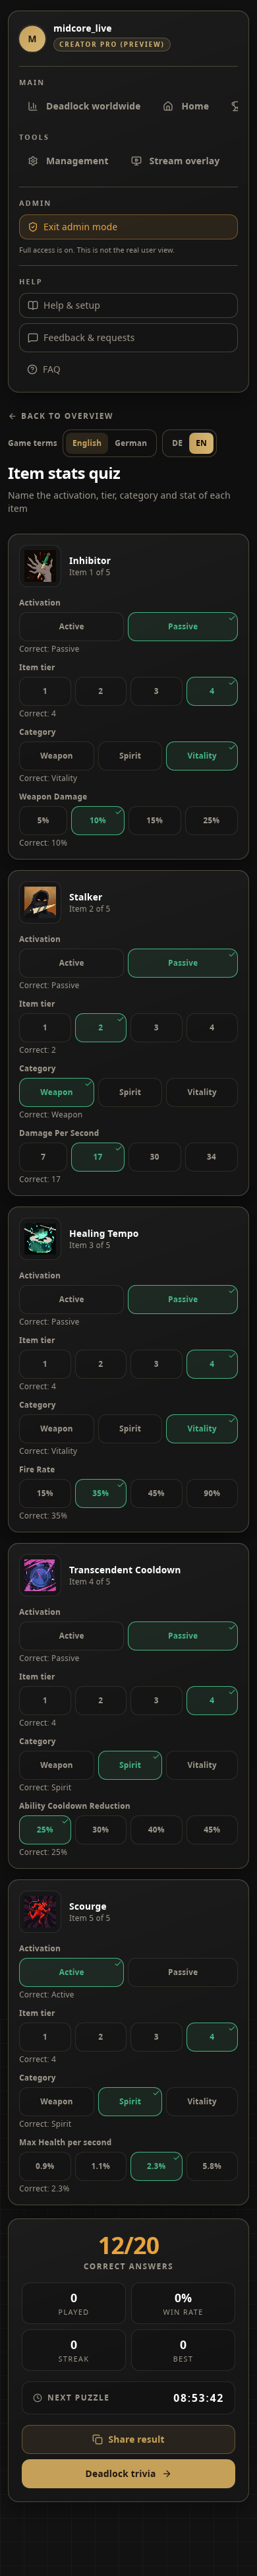 M
midcore_live
CREATOR PRO (PREVIEW)
MAIN
Deadlock worldwide
Home
TOOLS
Management
Stream overlay
ADMIN
Exit admin mode
Full access is on. This is not the real user view.
HELP
Help & setup
Feedback & requests
FAQ
BACK TO OVERVIEW
Game terms English German DE EN
Item stats quiz
Name the activation, tier, category and stat of each
item
Inhibitor
Item 1 of 5
Activation
Active Passive
Correct: Passive
Item tier
1 2 3 4
Correct: 4
Category
Weapon Spirit Vitality
Correct: Vitality
Weapon Damage
5% 10% 15% 25%
Correct: 10%
Stalker
Item 2 of 5
Activation
Active Passive
Correct: Passive
Item tier
1 2 3 4
Correct: 2
Category
Weapon Spirit Vitality
Correct: Weapon
Damage Per Second
7 17 30 34
Correct: 17
Healing Tempo
Item 3 of 5
Activation
Active Passive
Correct: Passive
Item tier
1 2 3 4
Correct: 4
Category
Weapon Spirit Vitality
Correct: Vitality
Fire Rate
15% 35% 45% 90%
Correct: 35%
Transcendent Cooldown
Item 4 of 5
Activation
Active Passive
Correct: Passive
Item tier
1 2 3 4
Correct: 4
Category
Weapon Spirit Vitality
Correct: Spirit
Ability Cooldown Reduction
25% 30% 40% 45%
Correct: 25%
Scourge
Item 5 of 5
Activation
Active Passive
Correct: Active
Item tier
1 2 3 4
Correct: 4
Category
Weapon Spirit Vitality
Correct: Spirit
Max Health per second
0.9% 1.1% 2.3% 5.8%
Correct: 2.3%
12/20
CORRECT ANSWERS
0 0%
PLAYED WIN RATE
0 0
STREAK BEST
NEXT PUZZLE 08:53:42
Share result
Deadlock trivia